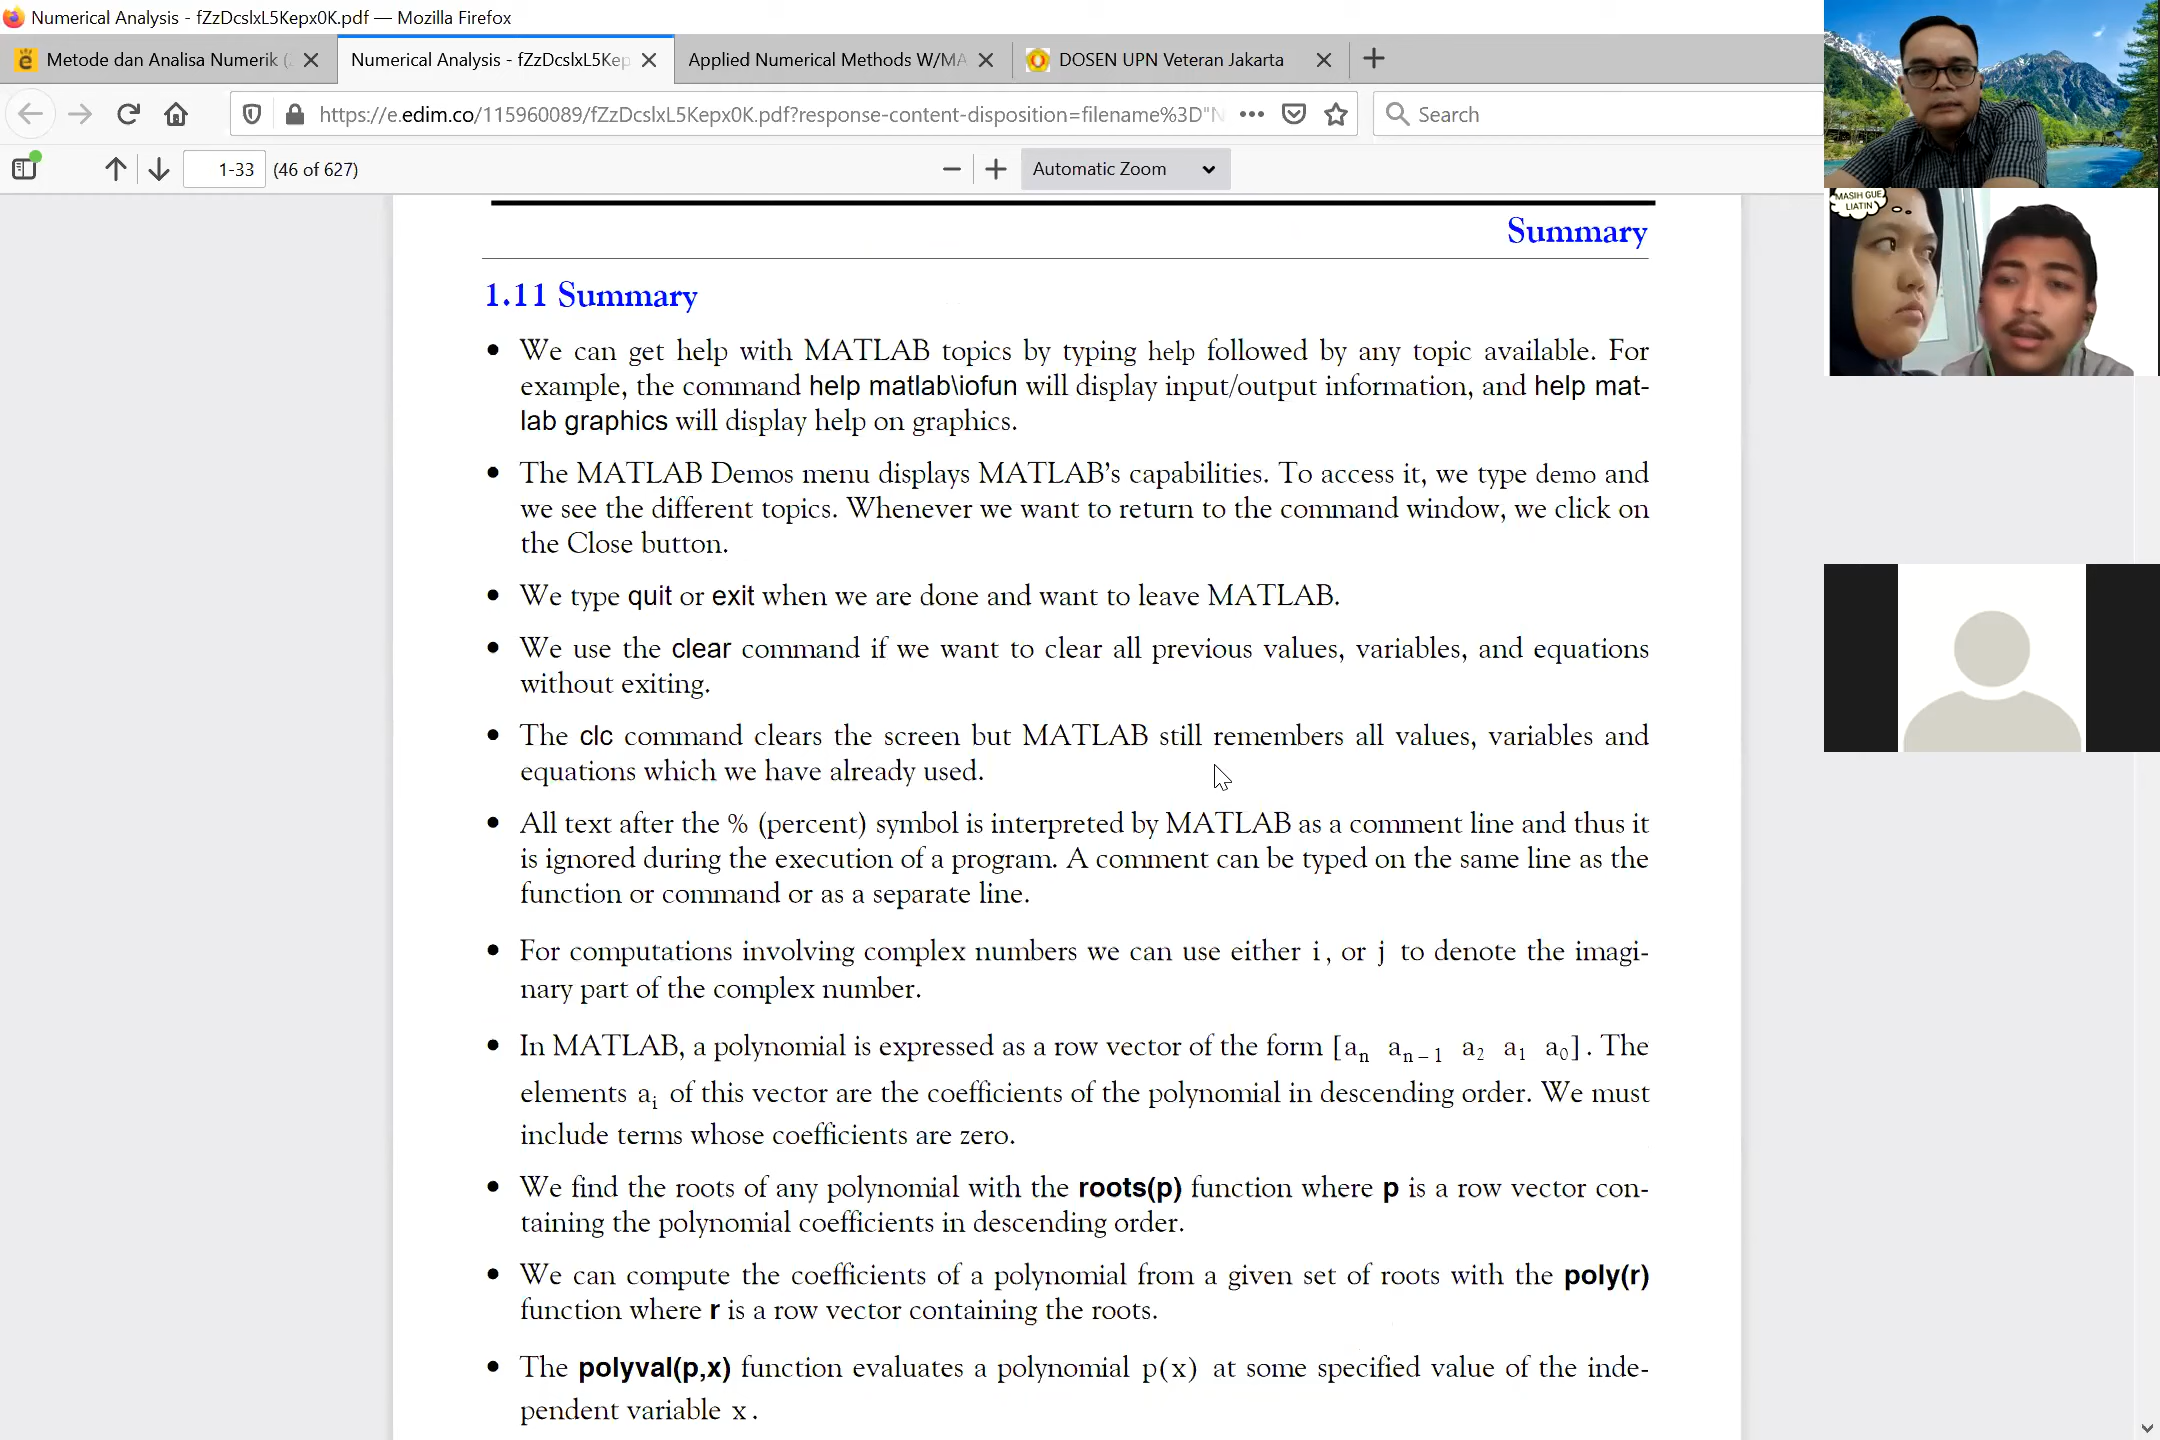 Numerical Analysis - fZzDcslxL5Kepx0K.pdf — Mozilla Firefox
Metode dan Analisa Numerik (
Numerical Analysis - fZzDcslxL5Kep
Applied Numerical Methods W/MA
DOSEN UPN Veteran Jakarta
https://e.edim.co/115960089/fZzDcslxL5Kepx0K.pdf?response-content-disposition=filename%3D"N
Search
1-33 (46 of 627)
Automatic Zoom
MASIH GUE
LIATIN
Summary
1.11 Summary
• We can get help with MATLAB topics by typing help followed by any topic available. For
example, the command help matlab\iofun will display input/output information, and help mat-
lab graphics will display help on graphics.
• The MATLAB Demos menu displays MATLAB's capabilities. To access it, we type demo and
we see the different topics. Whenever we want to return to the command window, we click on
the Close button.
• We type quit or exit when we are done and want to leave MATLAB.
• We use the clear command if we want to clear all previous values, variables, and equations
without exiting.
• The clc command clears the screen but MATLAB still remembers all values, variables and
equations which we have already used.
• All text after the % (percent) symbol is interpreted by MATLAB as a comment line and thus it
is ignored during the execution of a program. A comment can be typed on the same line as the
function or command or as a separate line.
• For computations involving complex numbers we can use either i, or j to denote the imagi-
nary part of the complex number.
• In MATLAB, a polynomial is expressed as a row vector of the form [aₙ aₙ₋₁ a₂ a₁ a₀]. The
elements aᵢ of this vector are the coefficients of the polynomial in descending order. We must
include terms whose coefficients are zero.
• We find the roots of any polynomial with the roots(p) function where p is a row vector con-
taining the polynomial coefficients in descending order.
• We can compute the coefficients of a polynomial from a given set of roots with the poly(r)
function where r is a row vector containing the roots.
• The polyval(p,x) function evaluates a polynomial p(x) at some specified value of the inde-
pendent variable x.